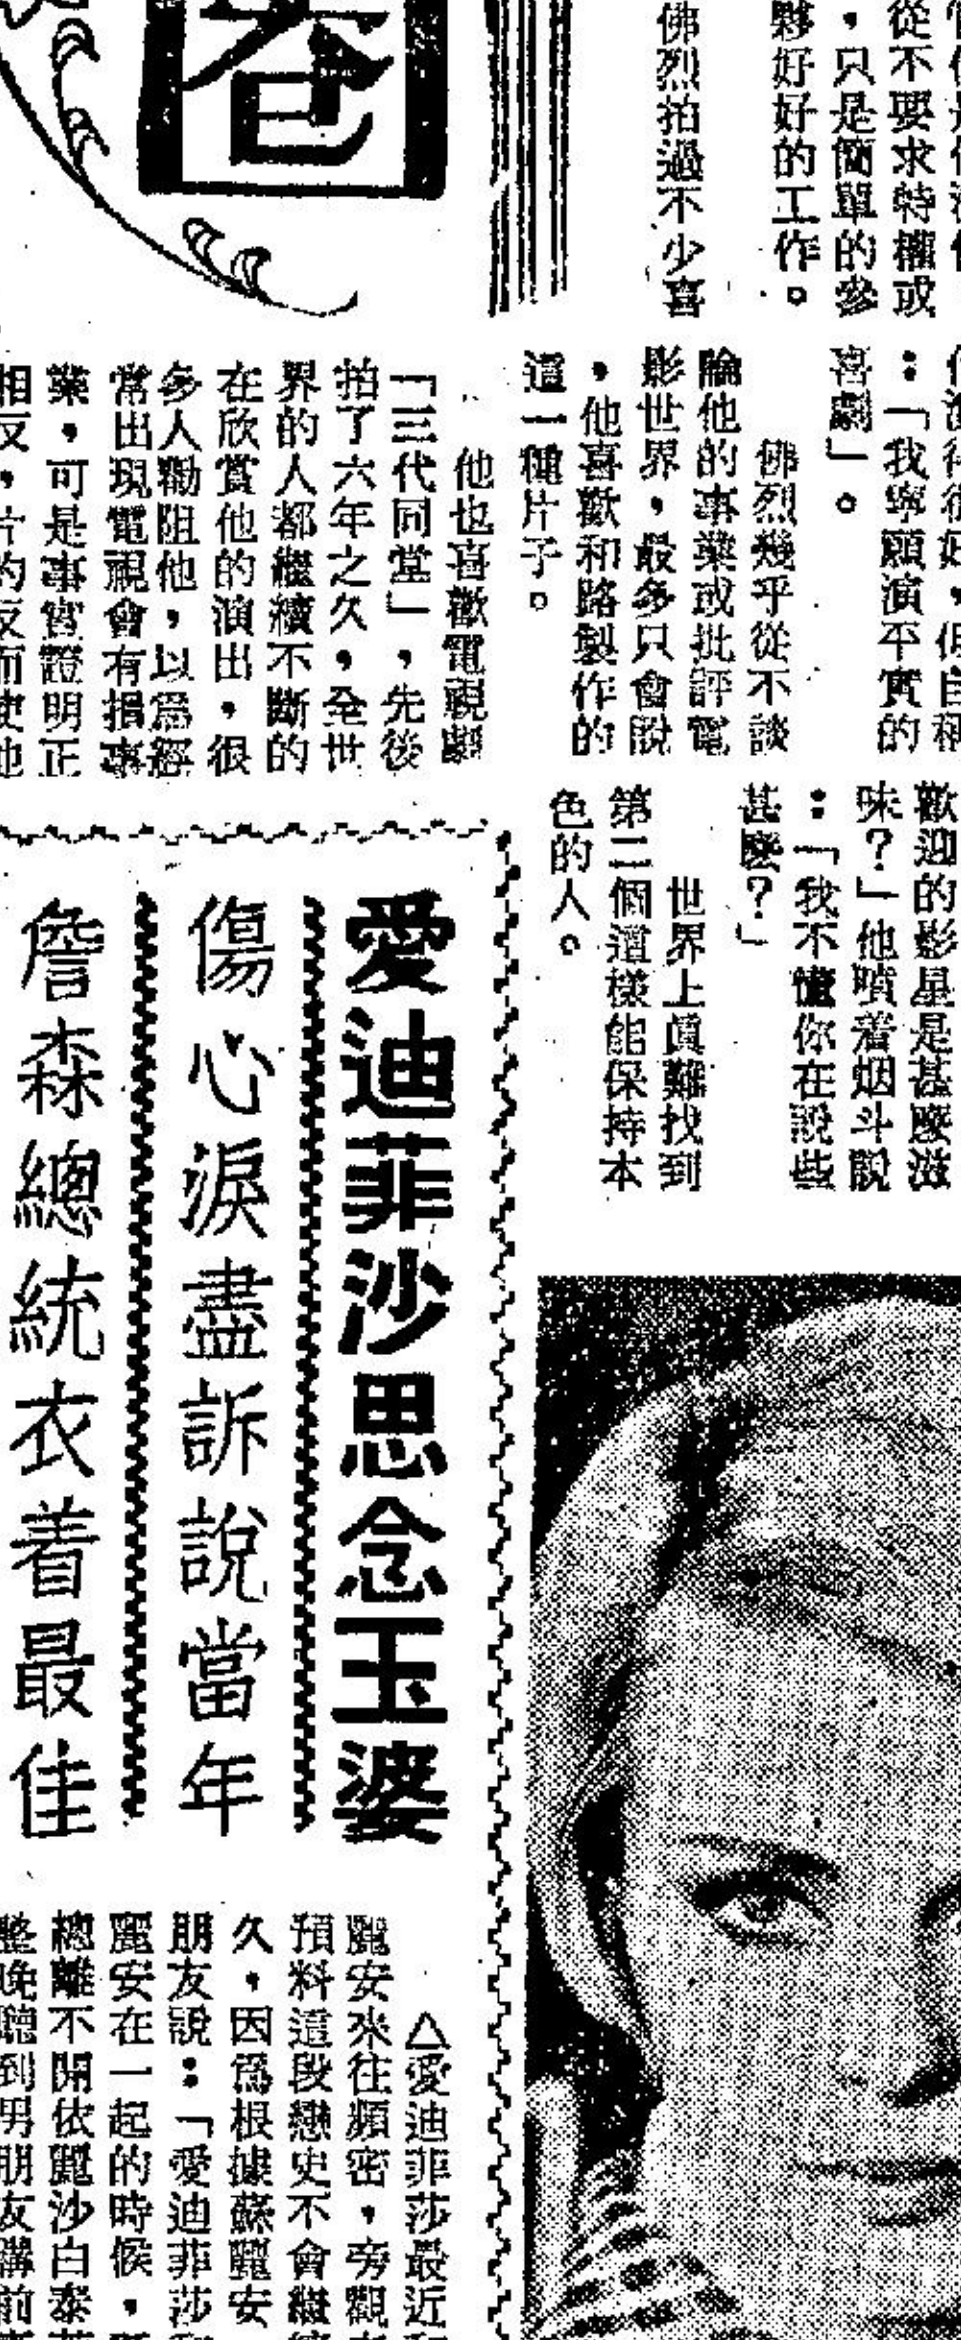 從不要求特權或
，只是簡單的參
夥好好的工作。
佛烈拍過不少喜
：「我寧願演平實的
喜劇」。
佛烈幾乎從不談
論他的事業或批評電
影世界，最多只會說
，他喜歡和路製作的
這一種片子。
他也喜歡電視劇
「三代同堂」，先後
拍了六年之久，全世
界的人都繼續不斷的
在欣賞他的演出，很
多人勸阻他，以為經
常出現電視會有損事
業，可是事實證明正
相反，片約反而使他
歡迎的影星是甚麼滋
味？」他噴着烟斗說
：「我不懂你在說些
甚麼？」
世界上眞難找到
第二個這樣能保持本
色的人。
愛迪菲沙思念玉婆
傷心淚盡訴說當年
詹森總統衣着最佳
△愛迪菲莎最近
麗安來往頻密，旁觀
預料這段戀史不會繼
久，因爲根據蘇麗安
朋友說：「愛迪菲莎
麗安在一起的時候，
總離不開依麗沙白泰
整晚聽到男朋友講前